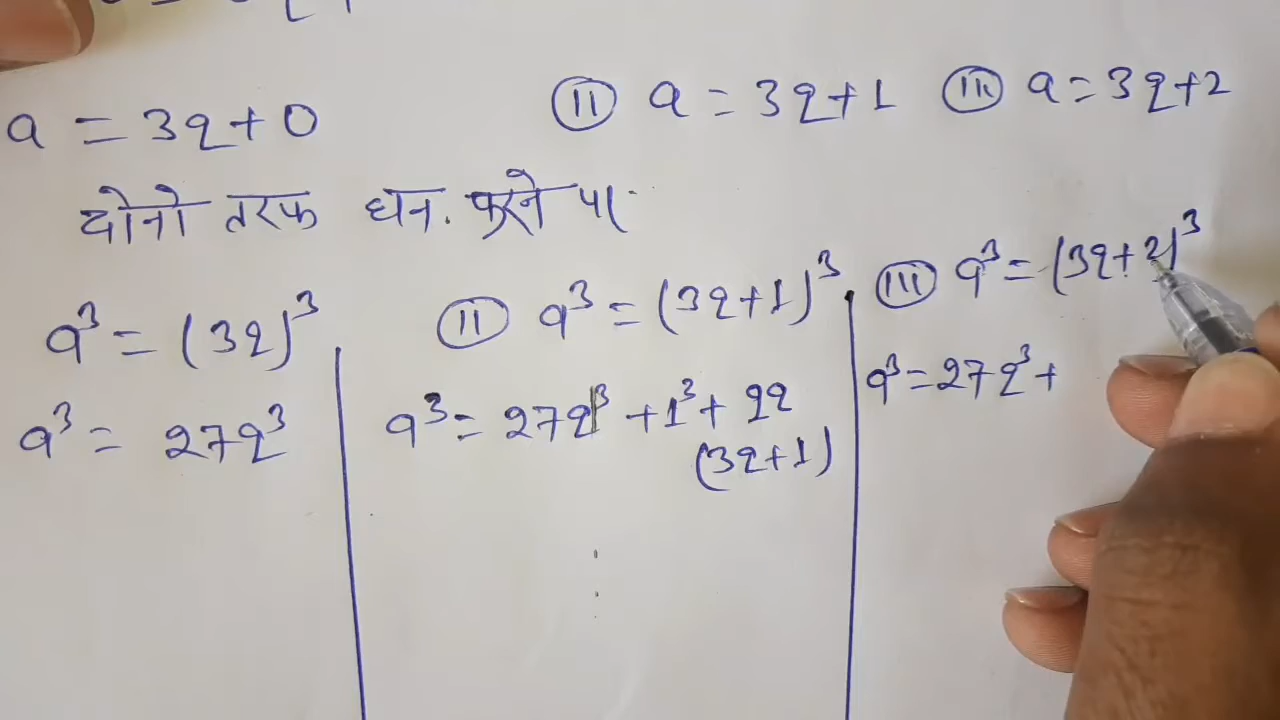 a = 3q+0
(II) a = 3q+1
(III) a = 3q+2
दोनो तरफ घन. करने पर
a³ = (3q)³
a³ = 27q³
(II) a³ = (3q+1)³
a³ = 27q³ + 1³ + 9q
(3q+1)
(III) a³ = (3q+2)³
a³ = 27q³ +